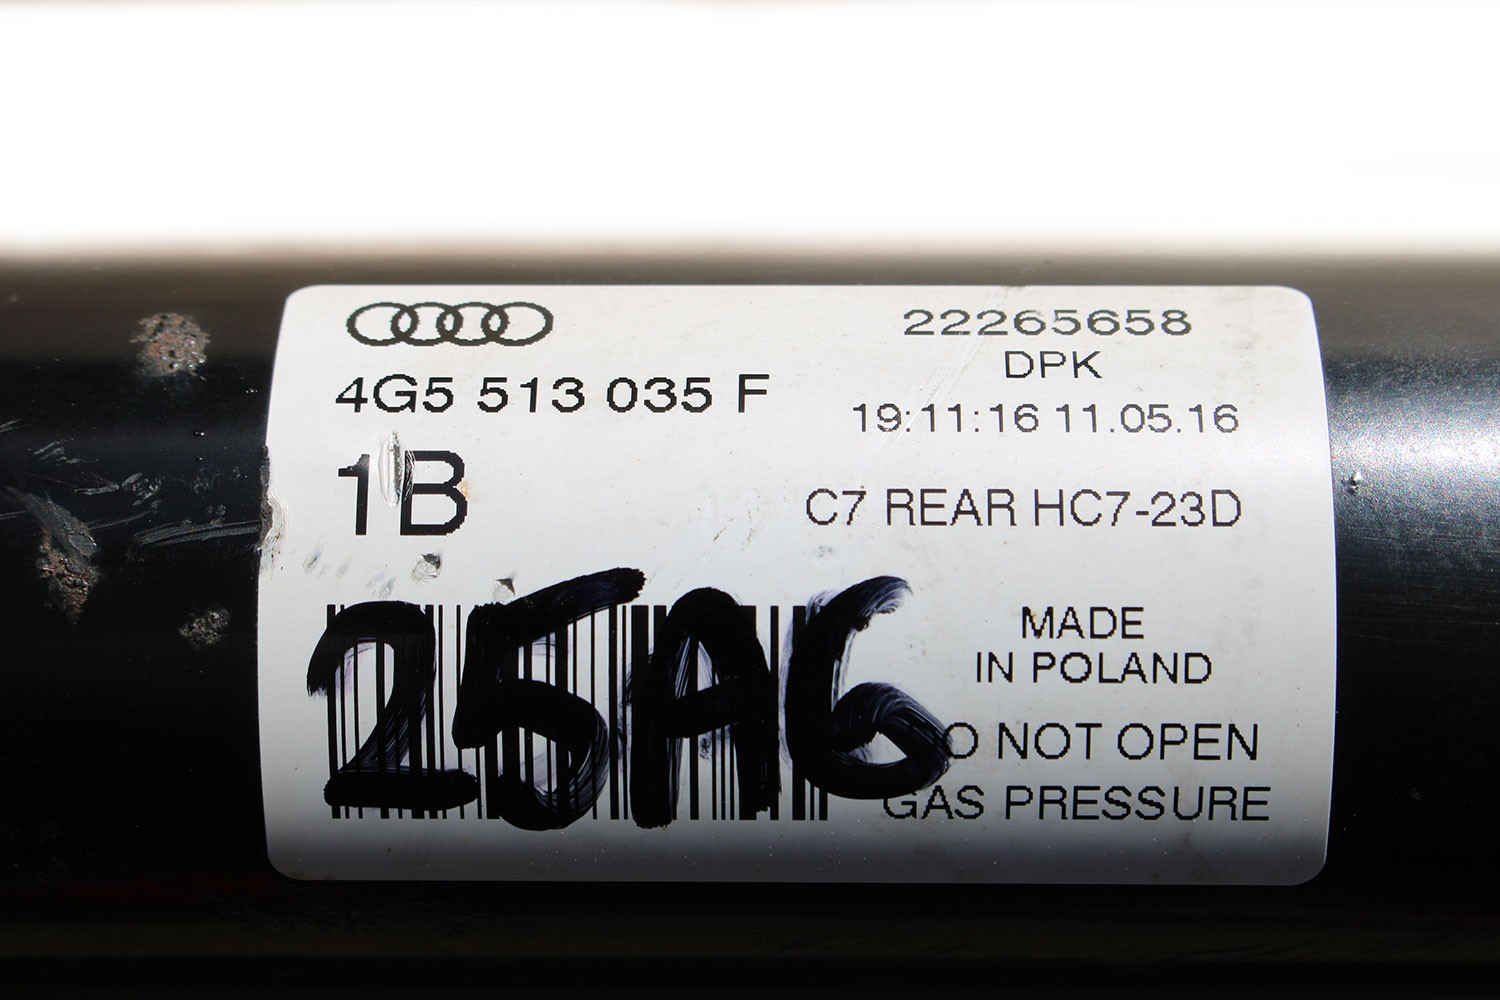 22265658
4G5 513 035 F
DPK
19:11:16 11.05.16
1B
C7 REAR HC7-23D
25A6
MADE
IN POLAND
O NOT OPEN
GAS PRESSURE